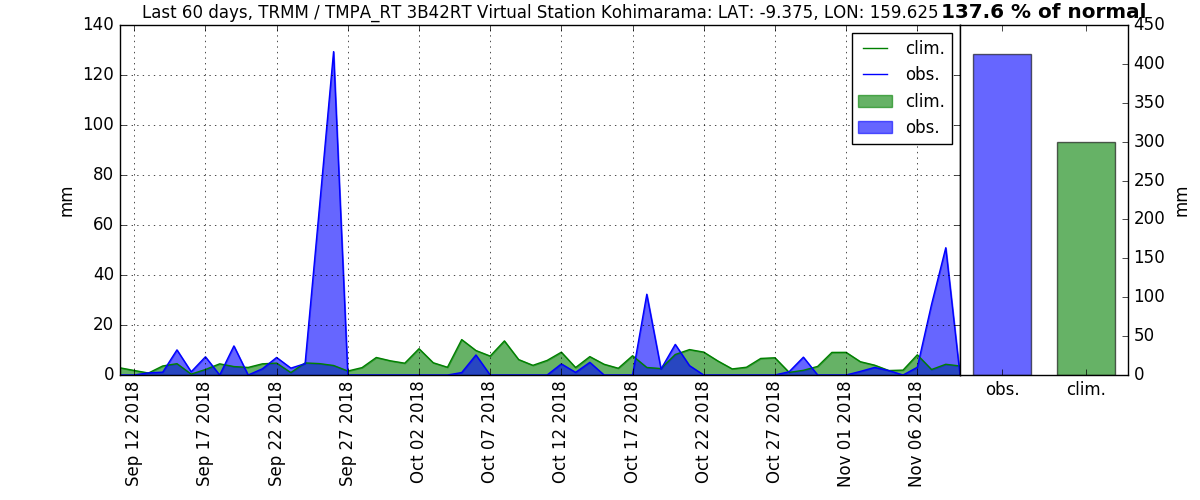 Last 60 days, TRMM / TMPA_RT 3B42RT Virtual Station Kohimarama: LAT: -9.375, LON: 159.625 137.6 % of normal
140
120
100
80
60
40
20
0
mm
clim.
obs.
clim.
obs.
450
400
350
300
250
200
150
100
50
0
mm
Sep 12 2018
Sep 17 2018
Sep 22 2018
Sep 27 2018
Oct 02 2018
Oct 07 2018
Oct 12 2018
Oct 17 2018
Oct 22 2018
Oct 27 2018
Nov 01 2018
Nov 06 2018
obs.
clim.